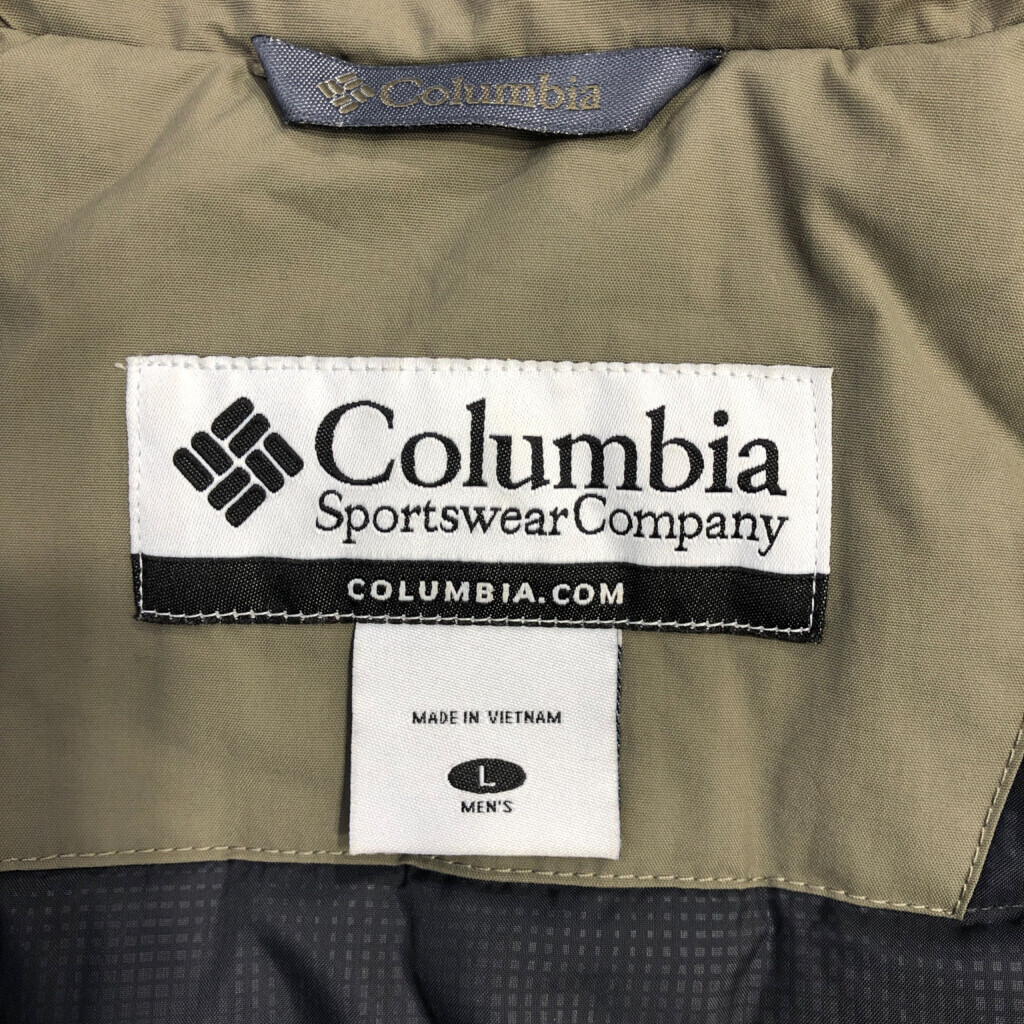 Columbia
Columbia
Sportswear Company
COLUMBIA.COM
MADE IN VIETNAM
L
MEN'S